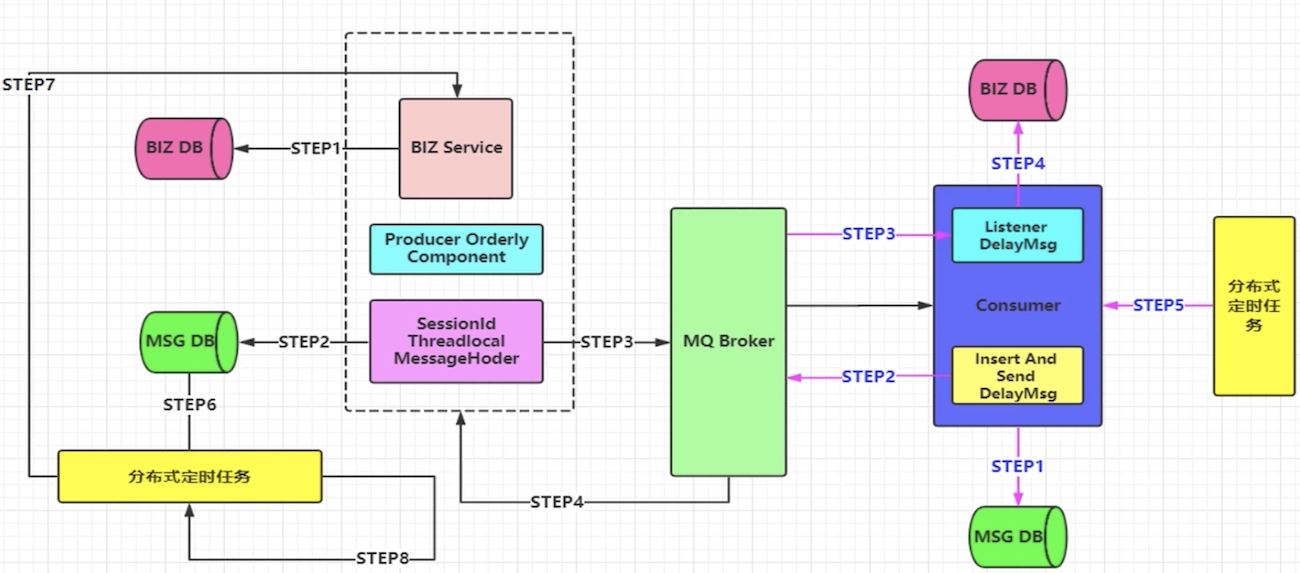 STEP7
BIZ DB
STEP1
BIZ Service
Producer Orderly
Component
MSG DB
STEP2
SessionId
Threadlocal
MessageHoder
STEP3
STEP6
分布式定时任务
STEP8
STEP4
MQ Broker
BIZ DB
STEP4
STEP3
Listener
DelayMsg
Consumer
STEP5
分布式
定时任
务
STEP2
Insert And
Send
DelayMsg
STEP1
MSG DB